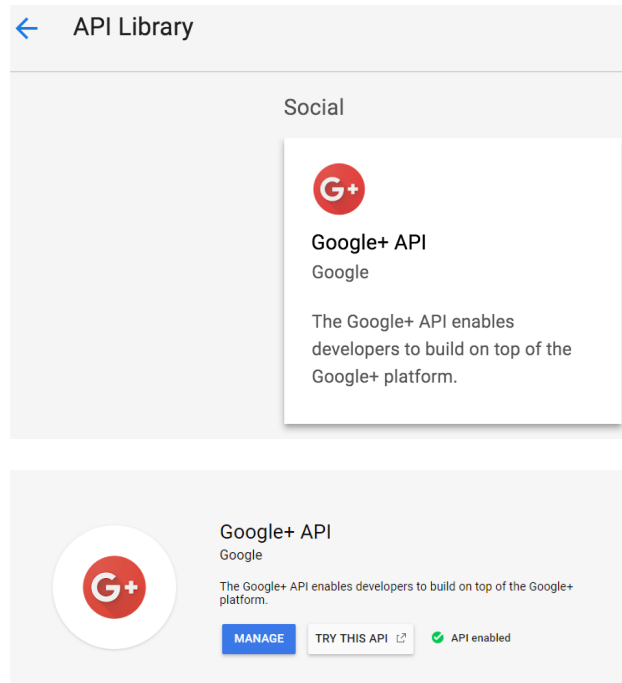 API Library
Social
G+
Google+ API
Google
The Google+ API enables
developers to build on top of the
Google+ platform.
G+
Google+ API
Google
The Google+ API enables developers to build on top of the Google+
platform.
MANAGE TRY THIS API API enabled